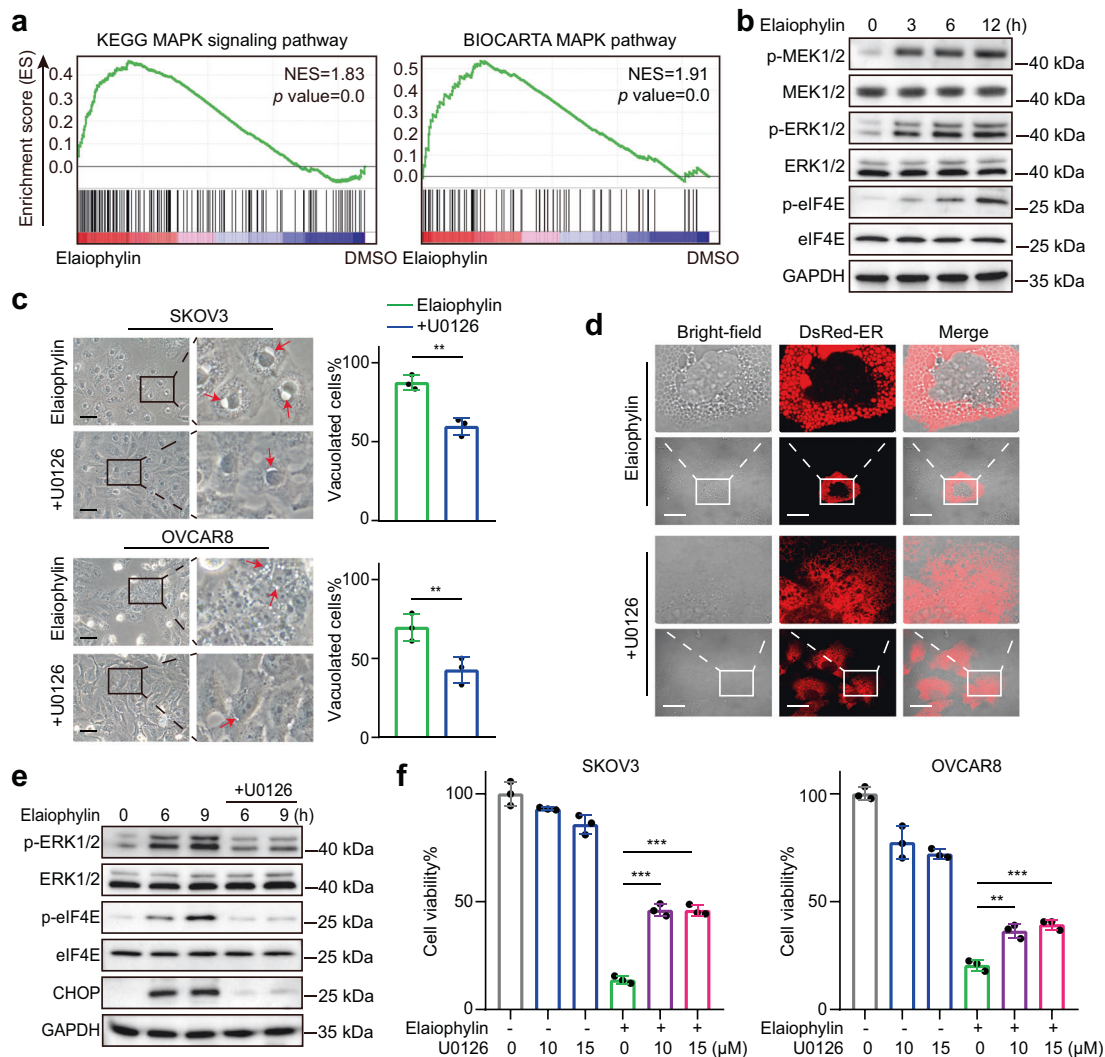 a
KEGG MAPK signaling pathway
BIOCARTA MAPK pathway
Enrichment score (ES)
0.4
0.3
0.2
0.1
0.0
NES=1.83
p value=0.0
0.5
0.4
0.3
0.2
0.1
0.0
NES=1.91
p value=0.0
Elaiophylin
DMSO
Elaiophylin
DMSO
b
Elaiophylin 0 3 6 12 (h)
p-MEK1/2 40 kDa
MEK1/2 40 kDa
p-ERK1/2 40 kDa
ERK1/2 40 kDa
p-eIF4E 25 kDa
eIF4E 25 kDa
GAPDH 35 kDa
c
SKOV3
Elaiophylin
+U0126
OVCAR8
Elaiophylin
+U0126
Elaiophylin
+U0126
Vacuolated cells%
100
50
0
**
Vacuolated cells%
100
50
0
**
d
Bright-field DsRed-ER Merge
Elaiophylin
+U0126
e
+U0126
Elaiophylin 0 6 9 6 9 (h)
p-ERK1/2 40 kDa
ERK1/2 40 kDa
p-eIF4E 25 kDa
eIF4E 25 kDa
CHOP 25 kDa
GAPDH 35 kDa
f
SKOV3
Cell viability%
100
50
0
***
***
Elaiophylin - - - + + +
U0126 0 10 15 0 10 15 (μM)
OVCAR8
Cell viability%
100
50
0
***
**
Elaiophylin - - - + + +
U0126 0 10 15 0 10 15 (μM)